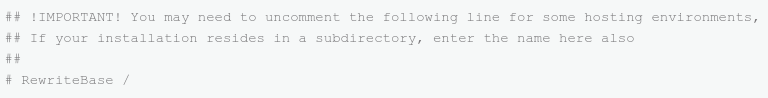 ## !IMPORTANT! You may need to uncomment the following line for some hosting environments,
## If your installation resides in a subdirectory, enter the name here also
##
# RewriteBase /